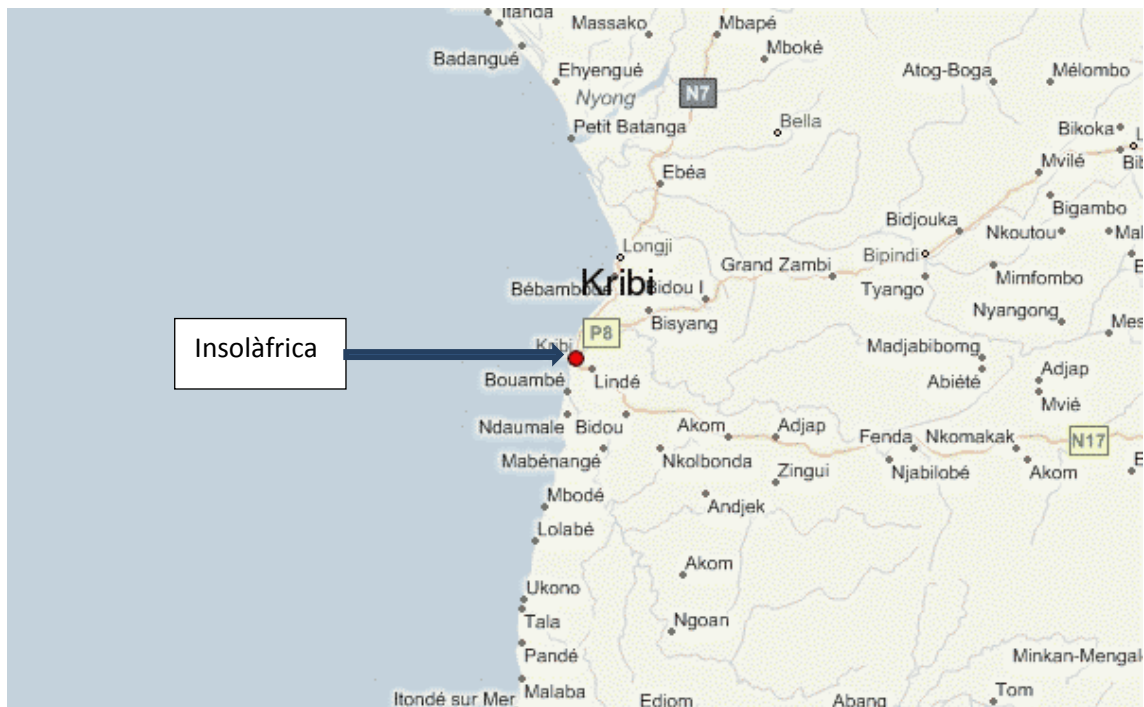 Itanda
Massako
Mbapé
Mboké
Badangué
Ehyengué
Atog-Boga
Mélombo
Nyong
N7
Petit Batanga
Bella
Bikoka
Mvilé
Ebéa
Bigambo
Bidjouka
Nkoutou
Longji
Bipindi
Grand Zambi
Kribi
Bidou I
Tyango
Mimfombo
Nyangong
Bisyang
P8
Insolàfrica
Kribi
Madjabibomg
Bouambé
Lindé
Abiété
Adjap
Mvié
Ndaumale
Bidou
Akom
Adjap
Fenda
Nkomakak
N17
Mabénangé
Nkolbonda
Zingui
Njabilobé
Akom
Mbodé
Andjek
Lolabé
Akom
Ukono
Tala
Ngoan
Pandé
Minkan-Mengal-
Malaba
Itondé sur Mer
Tom
Abang